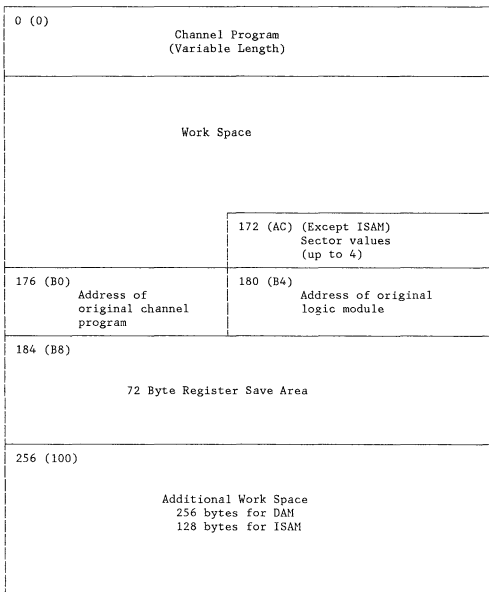 0 (0)
Channel Program
(Variable Length)
Work Space
172 (AC) (Except ISAM)
Sector values
(up to 4)
176 (B0)
Address of
original channel
program
180 (B4)
Address of original
logic module
184 (B8)
72 Byte Register Save Area
256 (100)
Additional Work Space
256 bytes for DAM
128 bytes for ISAM